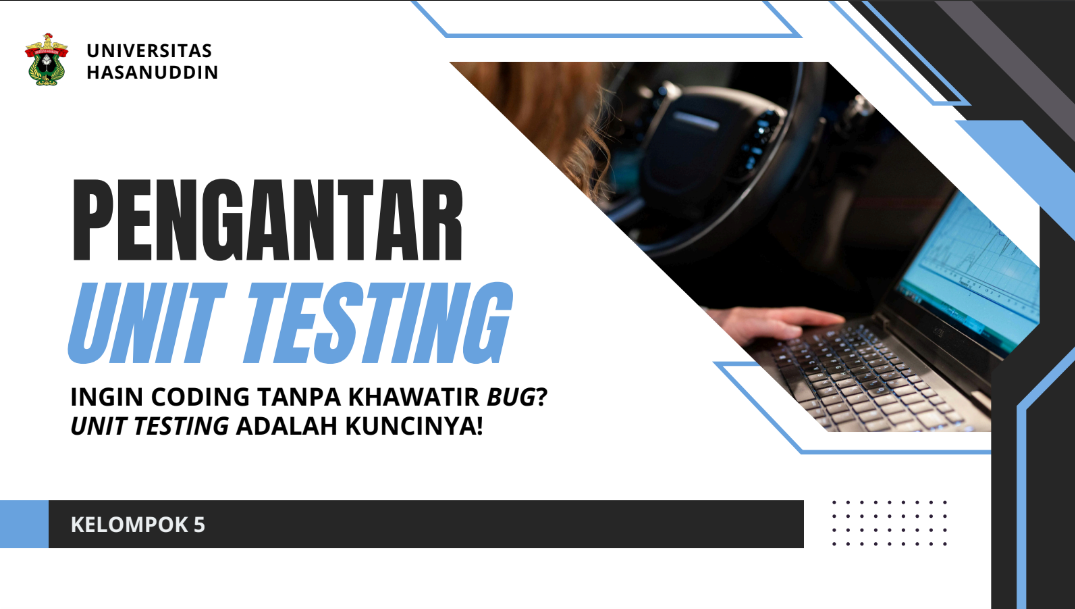 UNIVERSITAS
HASANUDDIN
PENGANTAR
UNIT TESTING
INGIN CODING TANPA KHAWATIR BUG?
UNIT TESTING ADALAH KUNCINYA!
KELOMPOK 5